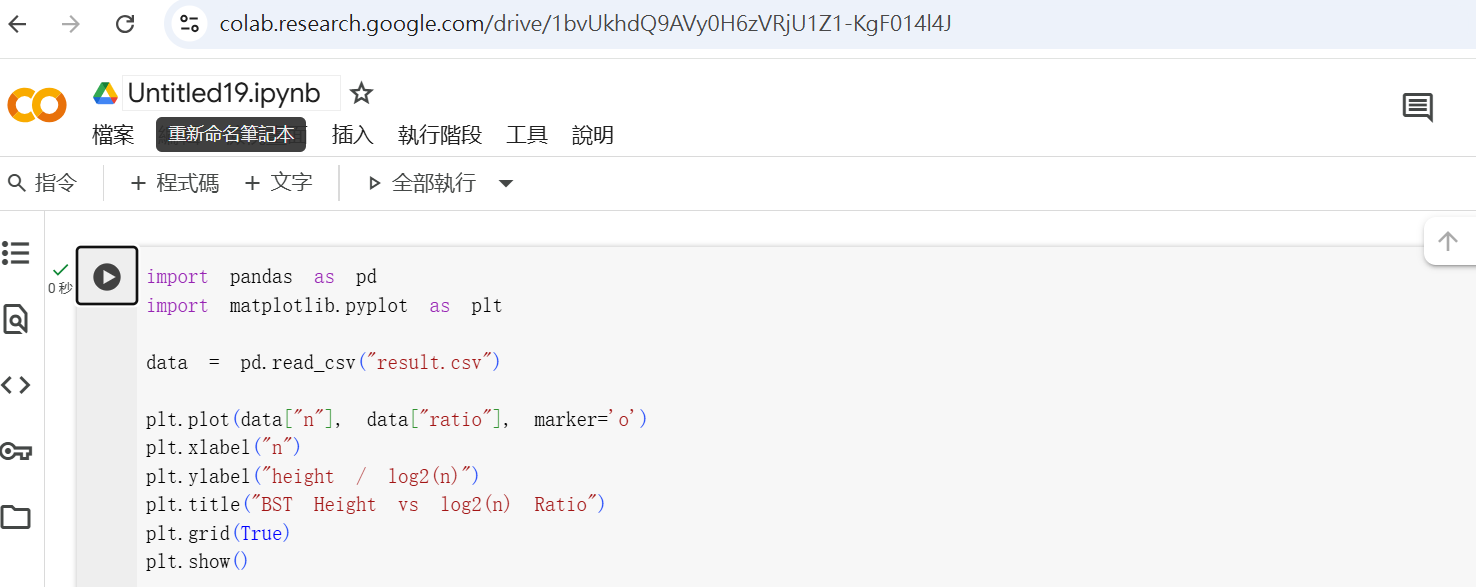 colab.research.google.com/drive/1bvUkhdQ9AVy0H6zVRjU1Z1-KgF014l4J
Untitled19.ipynb
檔案 重新命名筆記本 插入 執行階段 工具 說明
指令 + 程式碼 + 文字 全部執行
0 秒
import pandas as pd
import matplotlib.pyplot as plt
data = pd.read_csv("result.csv")
plt.plot(data["n"], data["ratio"], marker='o')
plt.xlabel("n")
plt.ylabel("height / log2(n)")
plt.title("BST Height vs log2(n) Ratio")
plt.grid(True)
plt.show()